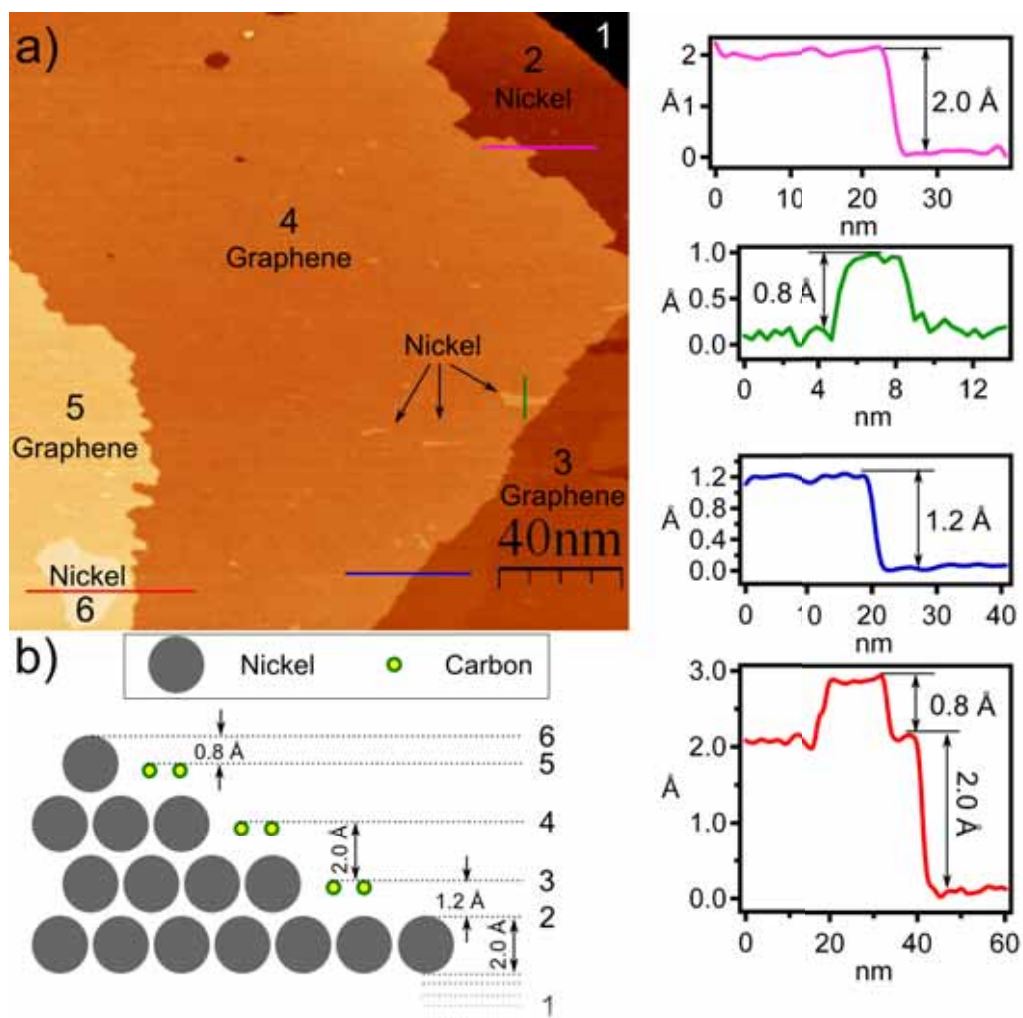 a)
1
2
Nickel
4
Graphene
Nickel
5
Graphene
3
Graphene
40nm
Nickel
6
2
Å1
0
2.0 Å
0 10 20 30
nm
1.0
Å 0.5
0.0
0.8 Å
0 4 8 12
nm
1.2
0.8
Å
0.4
0.0
1.2 Å
0 10 20 30 40
nm
3.0
2.0
Å
1.0
0.0
0.8 Å
2.0 Å
0 20 40 60
nm
b)
Nickel Carbon
6
0.8 Å
5
4
2.0 Å
3
1.2 Å
2
2.0 Å
1